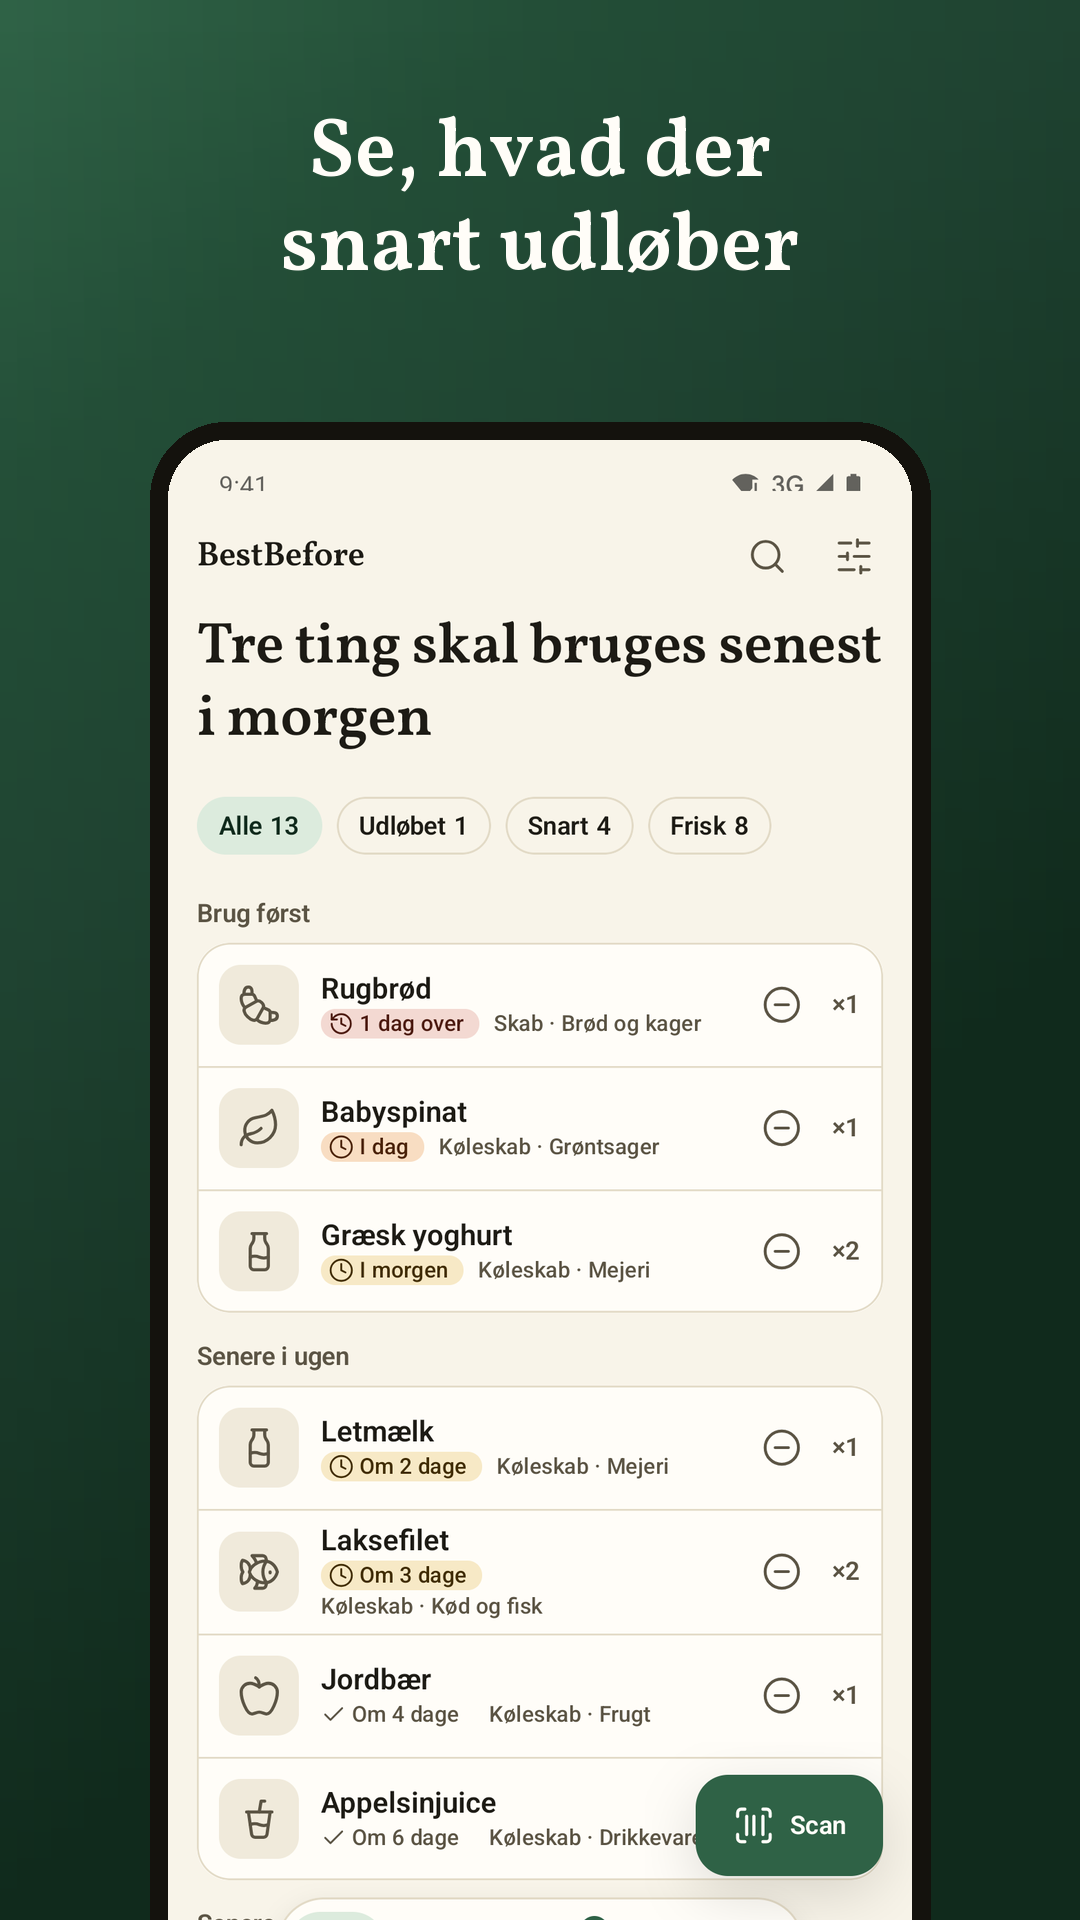 Se, hvad der
snart udløber
9:41
3G
BestBefore
Tre ting skal bruges senest
i morgen
Alle 13
Udløbet 1
Snart 4
Frisk 8
Brug først
Rugbrød
1 dag over
Skab · Brød og kager
×1
Babyspinat
I dag
Køleskab · Grøntsager
×1
Græsk yoghurt
I morgen
Køleskab · Mejeri
×2
Senere i ugen
Letmælk
Om 2 dage
Køleskab · Mejeri
×1
Laksefilet
Om 3 dage
Køleskab · Kød og fisk
×2
Jordbær
Om 4 dage
Køleskab · Frugt
×1
Appelsinjuice
Om 6 dage
Køleskab ·
Scan